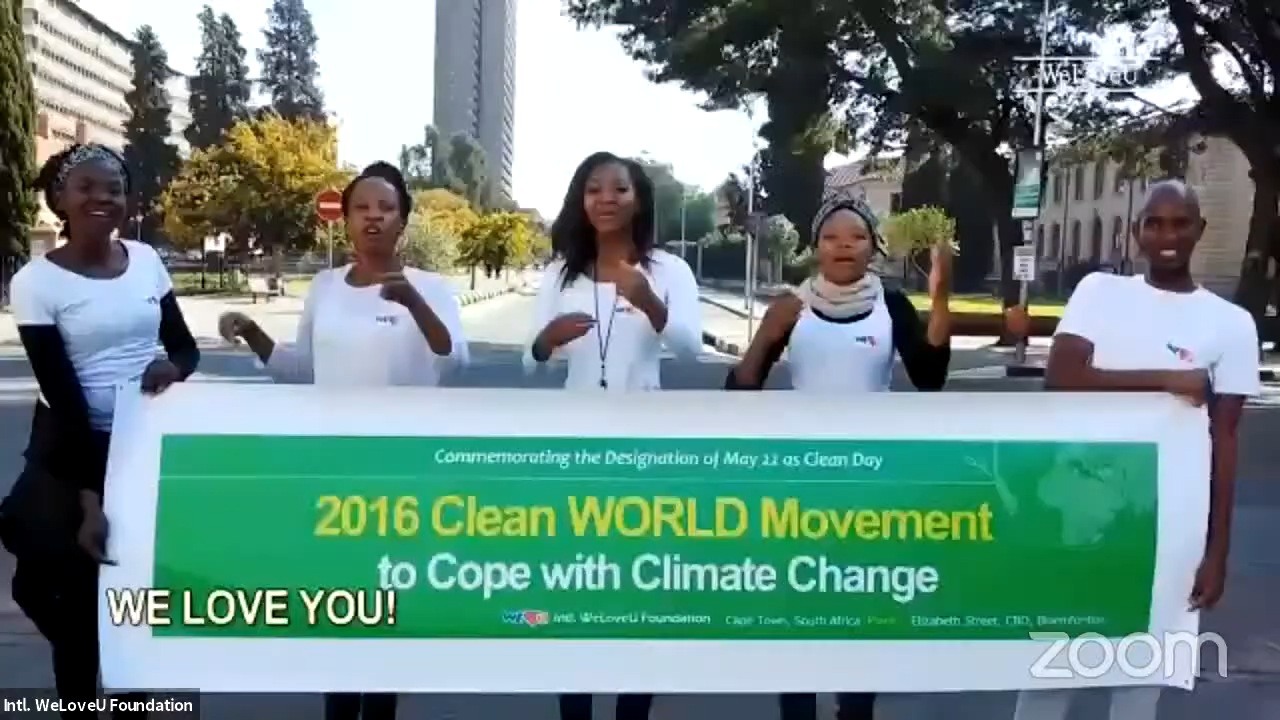 WeLoveU
Commemorating the Designation of May 22 as Clean Day
2016 Clean WORLD Movement
to Cope with Climate Change
WE LOVE YOU!
Intl. WeLoveU Foundation Cape Town, South Africa Place Elizabeth Street, CBD, Bloemfontein
zoom
Intl. WeLoveU Foundation